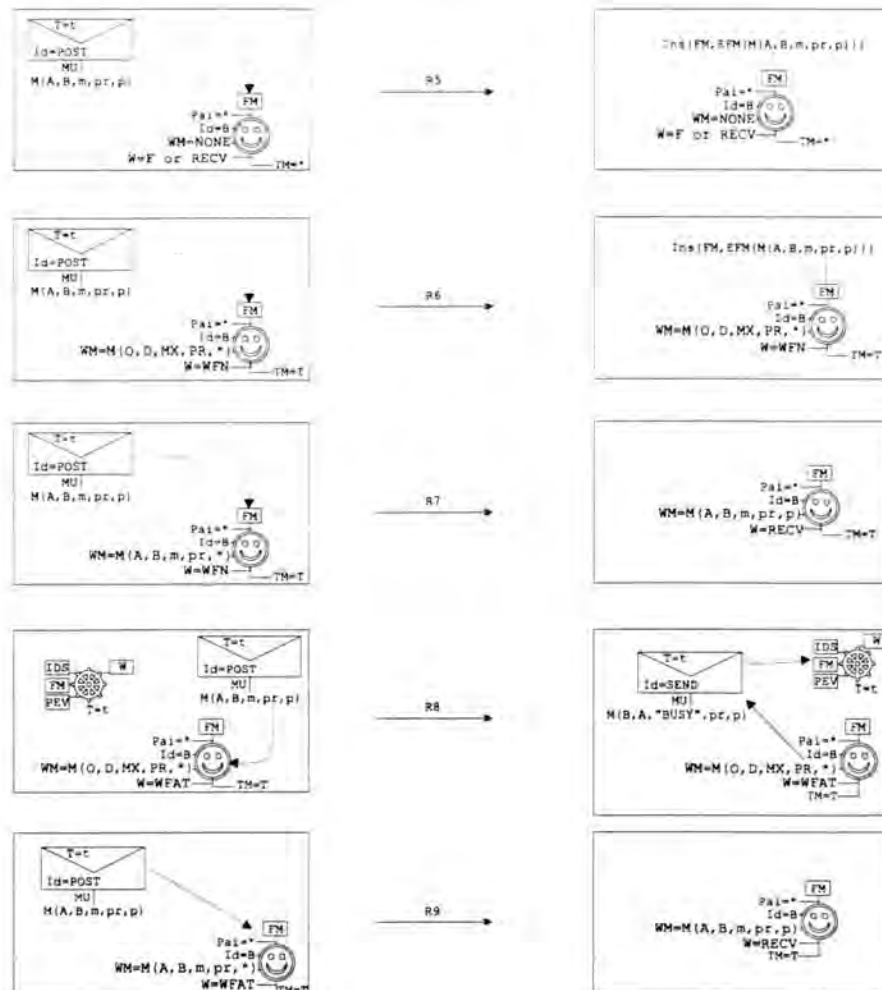 T=t
Id=POST
MU
M(A,B,m,pr,p)
FM
Pai=*
Id=B
WM=NONE
W=F or RECV
TM=*
R5
Ins(FM,EFM(M(A,B,m,pr,p)))
FM
Pai=*
Id=B
WM=NONE
W=F or RECV
TM=*
T=t
Id=POST
MU
M(A,B,m,pr,p)
FM
Pai=*
Id=B
WM=M(O,D,MX,PR,*)
W=WFN
TM=T
R6
Ins(FM,EFM(M(A,B,m,pr,p)))
FM
Pai=*
Id=B
WM=M(O,D,MX,PR,*)
W=WFN
TM=T
T=t
Id=POST
MU
M(A,B,m,pr,p)
FM
Pai=*
Id=B
WM=M(A,B,m,pr,*)
W=WFN
TM=T
R7
FM
Pai=*
Id=B
WM=M(A,B,m,pr,p)
W=RECV
TM=T
IDS
W
FM
PEV
T=t
T=t
Id=POST
MU
M(A,B,m,pr,p)
FM
Pai=*
Id=B
WM=M(O,D,MX,PR,*)
W=WFAT
TM=T
R8
T=t
Id=SEND
MU
M(B,A,"BUSY",pr,p)
W
IDS
FM
PEV
T=t
FM
Pai=*
Id=B
WM=M(O,D,MX,PR,*)
W=WFAT
TM=T
T=t
Id=POST
MU
M(A,B,m,pr,p)
FM
Pai=*
Id=B
WM=M(A,B,m,pr,*)
W=WFAT
TM=T
R9
FM
Pai=*
Id=B
WM=M(A,B,m,pr,p)
W=RECV
TM=T